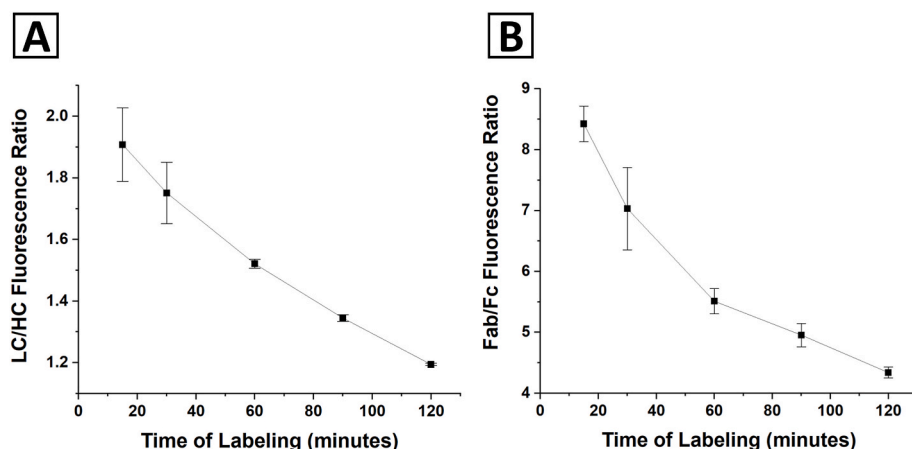 A
LC/HC Fluorescence Ratio
2.0
1.8
1.6
1.4
1.2
0 20 40 60 80 100 120
Time of Labeling (minutes)
B
Fab/Fc Fluorescence Ratio
9
8
7
6
5
4
0 20 40 60 80 100 120
Time of Labeling (minutes)